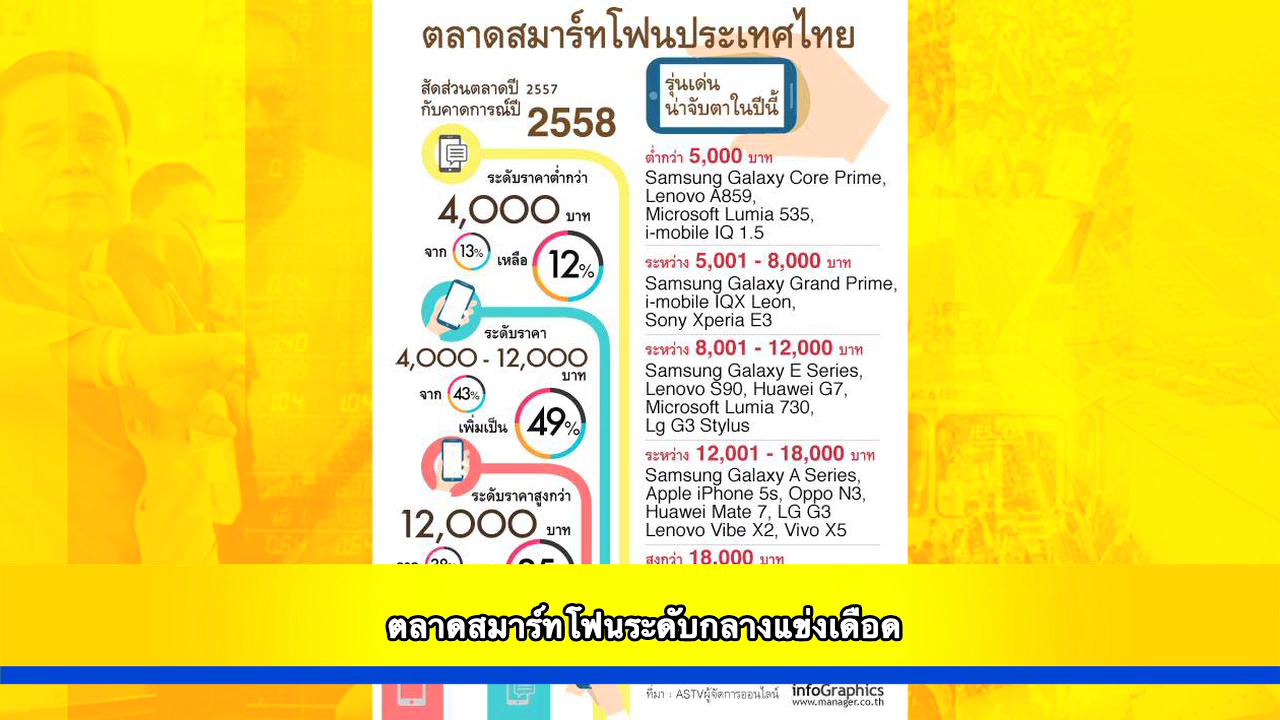 ตลาดสมาร์ทโฟนประเทศไทย
สัดส่วนตลาดปี 2557
กับคาดการณ์ปี 2558
ระดับราคาต่ำกว่า
4,000 บาท
จาก 13% เหลือ 12%
ระดับราคา
4,000 - 12,000
บาท
จาก 43%
เพิ่มเป็น 49%
ระดับราคาสูงกว่า
12,000 บาท
รุ่นเด่น
น่าจับตาในปีนี้
ต่ำกว่า 5,000 บาท
Samsung Galaxy Core Prime,
Lenovo A859,
Microsoft Lumia 535,
i-mobile IQ 1.5
ระหว่าง 5,001 - 8,000 บาท
Samsung Galaxy Grand Prime,
i-mobile IQX Leon,
Sony Xperia E3
ระหว่าง 8,001 - 12,000 บาท
Samsung Galaxy E Series,
Lenovo S90, Huawei G7,
Microsoft Lumia 730,
Lg G3 Stylus
ระหว่าง 12,001 - 18,000 บาท
Samsung Galaxy A Series,
Apple iPhone 5s, Oppo N3,
Huawei Mate 7, LG G3
Lenovo Vibe X2, Vivo X5
สูงกว่า 18,000 บาท
ตลาดสมาร์ทโฟนระดับกลางแข่งเดือด
ที่มา : ASTVผู้จัดการออนไลน์
infoGraphics
www.manager.co.th